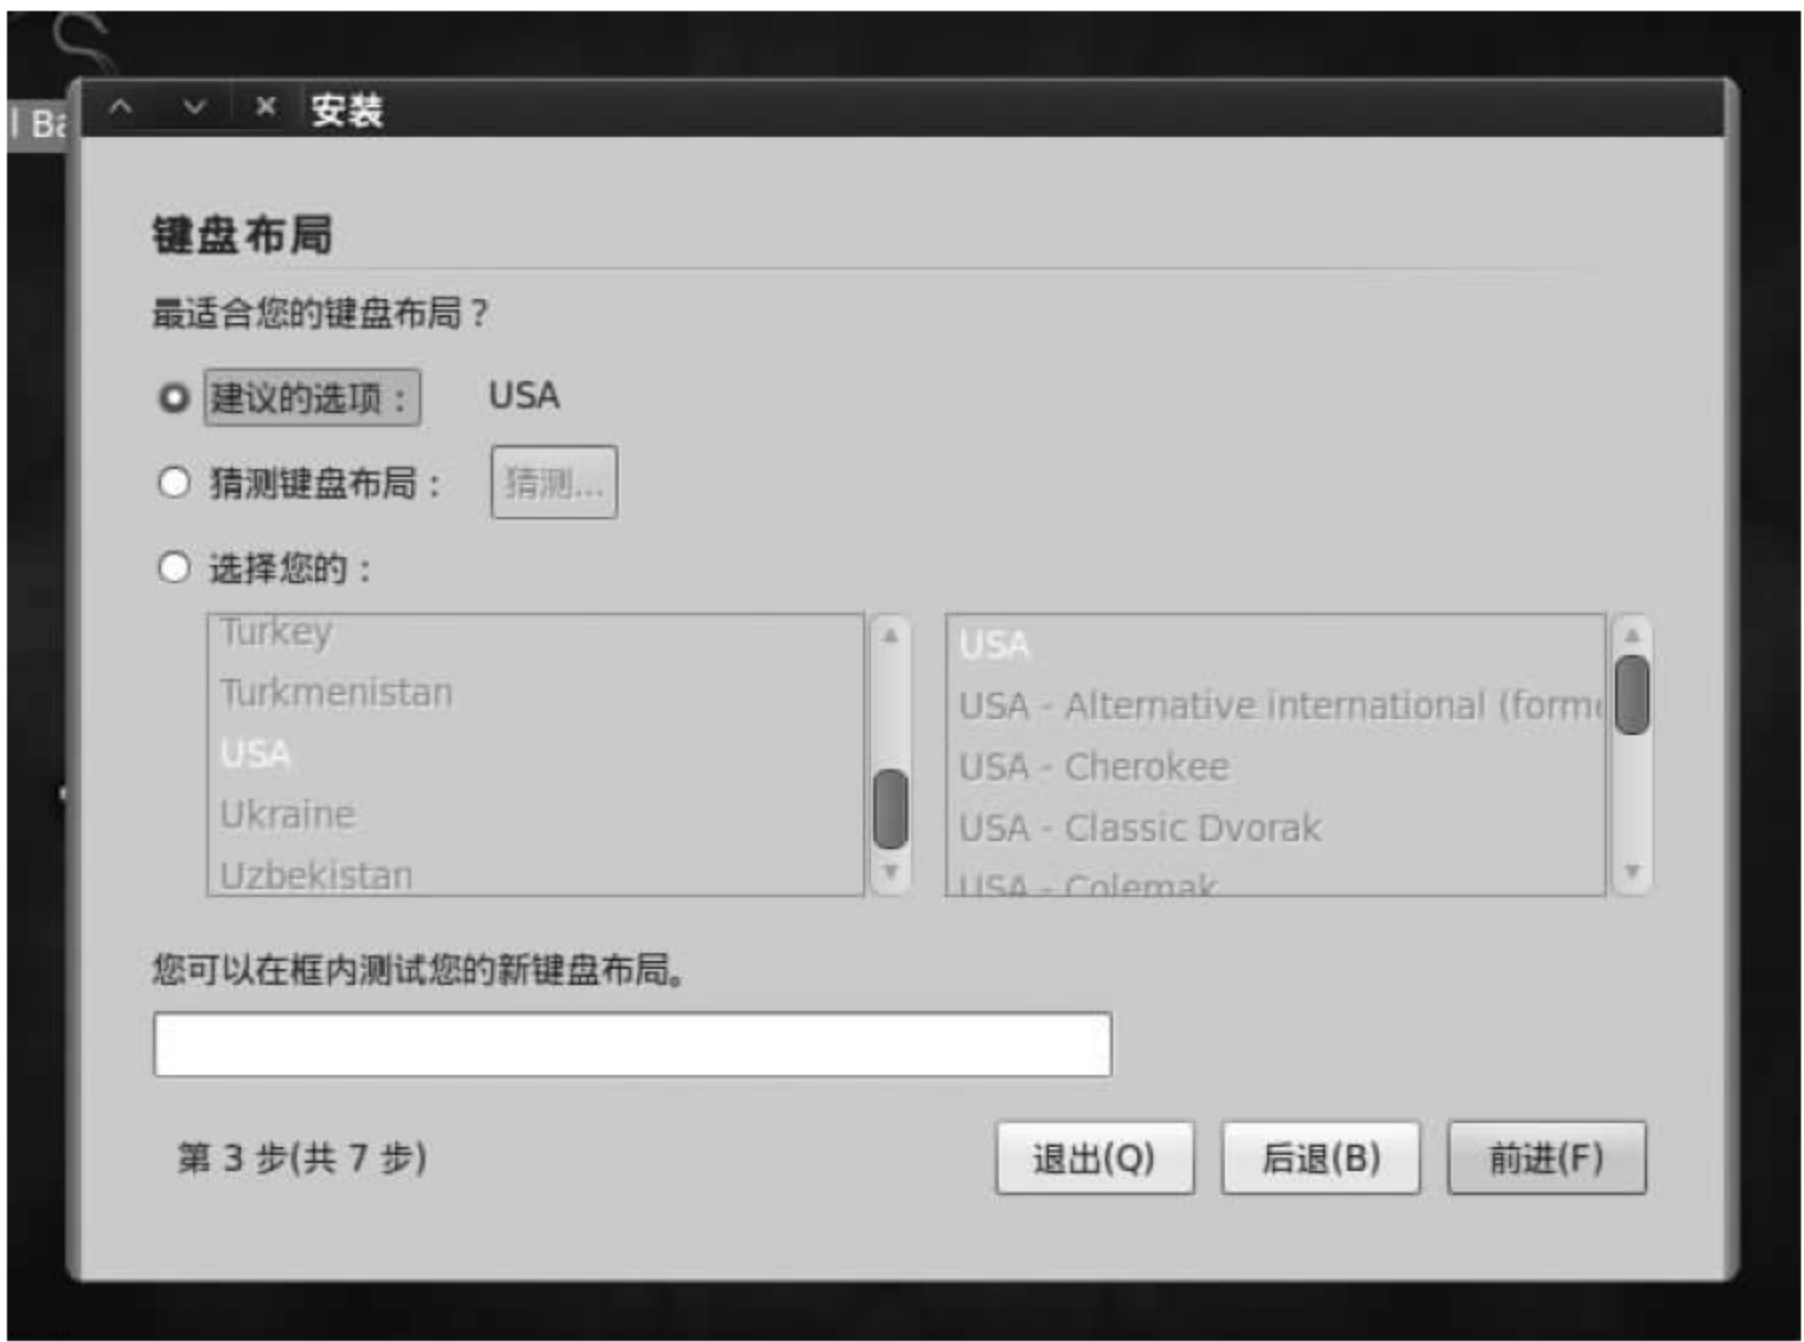 l Ba
安装
键盘布局
最适合您的键盘布局？
建议的选项： USA
猜测键盘布局： 猜测...
选择您的：
Turkey
Turkmenistan
USA
Ukraine
Uzbekistan
USA
USA - Alternative international (forme
USA - Cherokee
USA - Classic Dvorak
USA - Colemak
您可以在框内测试您的新键盘布局。
第 3 步(共 7 步) 退出(Q) 后退(B) 前进(F)